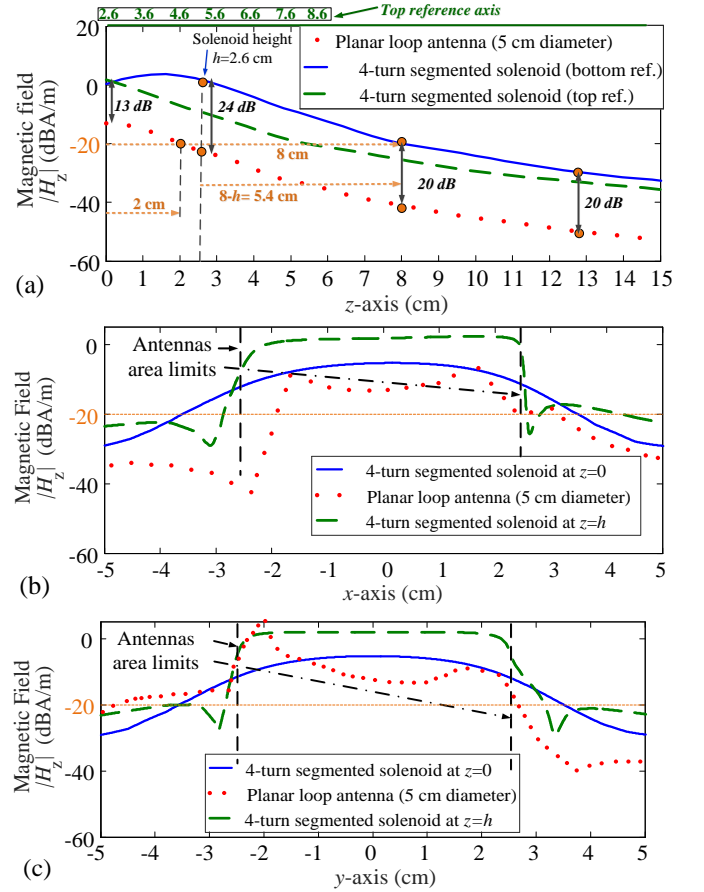 2.6 3.6 4.6 5.6 6.6 7.6 8.6
Top reference axis
20
0
-20
-40
-60
Magnetic field
|Hz| (dBA/m)
Solenoid height
h=2.6 cm
Planar loop antenna (5 cm diameter)
4-turn segmented solenoid (bottom ref.)
4-turn segmented solenoid (top ref.)
13 dB
24 dB
8 cm
8-h= 5.4 cm
2 cm
20 dB
20 dB
0 1 2 3 4 5 6 7 8 9 10 11 12 13 14 15
z-axis (cm)
(a)
0
-20
-40
-60
Magnetic Field
|Hz| (dBA/m)
Antennas
area limits
4-turn segmented solenoid at z=0
Planar loop antenna (5 cm diameter)
4-turn segmented solenoid at z=h
-5 -4 -3 -2 -1 0 1 2 3 4 5
x-axis (cm)
(b)
0
-20
-40
-60
Magnetic Field
|Hz| (dBA/m)
Antennas
area limits
4-turn segmented solenoid at z=0
Planar loop antenna (5 cm diameter)
4-turn segmented solenoid at z=h
-5 -4 -3 -2 -1 0 1 2 3 4 5
y-axis (cm)
(c)